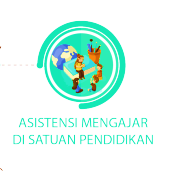 ASISTENSI MENGAJAR
DI SATUAN PENDIDIKAN